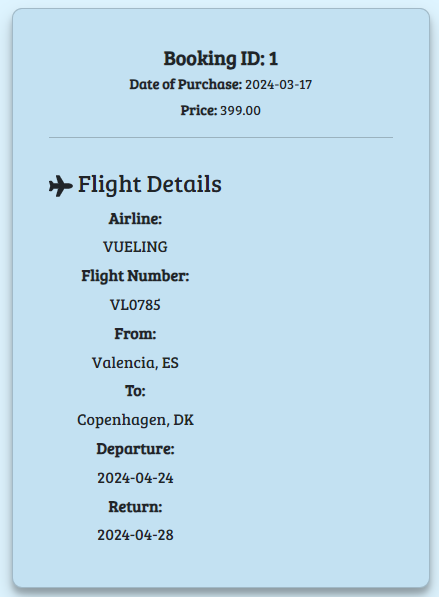 Booking ID: 1
Date of Purchase: 2024-03-17
Price: 399.00
Flight Details
Airline:
VUELING
Flight Number:
VL0785
From:
Valencia, ES
To:
Copenhagen, DK
Departure:
2024-04-24
Return:
2024-04-28